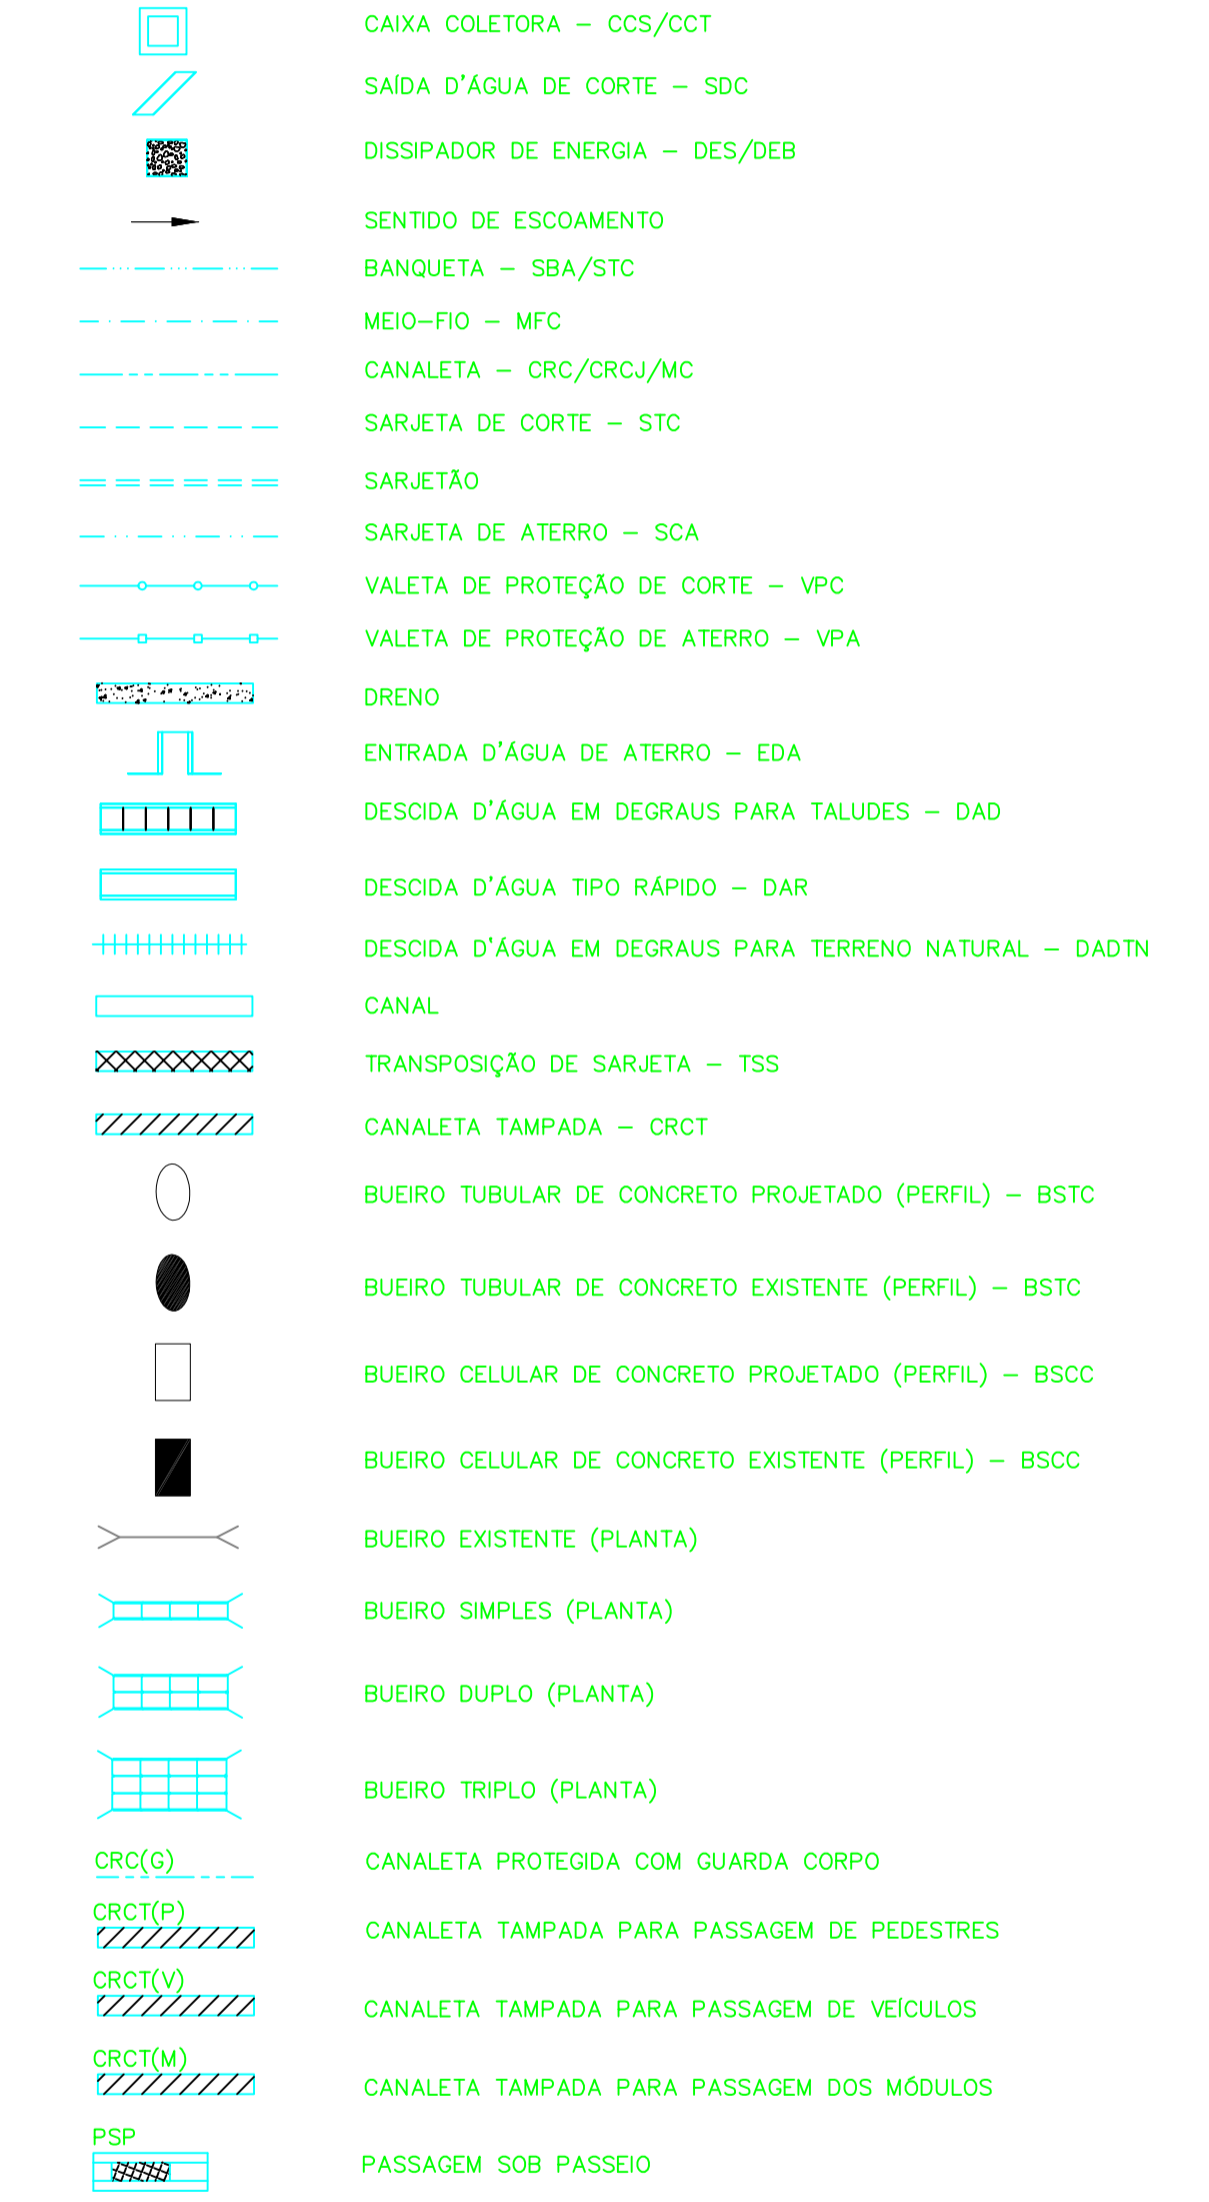 CAIXA COLETORA – CCS/CCT
SAÍDA D'ÁGUA DE CORTE – SDC
DISSIPADOR DE ENERGIA – DES/DEB
SENTIDO DE ESCOAMENTO
BANQUETA – SBA/STC
MEIO–FIO – MFC
CANALETA – CRC/CRCJ/MC
SARJETA DE CORTE – STC
SARJETÃO
SARJETA DE ATERRO – SCA
VALETA DE PROTEÇÃO DE CORTE – VPC
VALETA DE PROTEÇÃO DE ATERRO – VPA
DRENO
ENTRADA D'ÁGUA DE ATERRO – EDA
DESCIDA D'ÁGUA EM DEGRAUS PARA TALUDES – DAD
DESCIDA D'ÁGUA TIPO RÁPIDO – DAR
DESCIDA D'ÁGUA EM DEGRAUS PARA TERRENO NATURAL – DADTN
CANAL
TRANSPOSIÇÃO DE SARJETA – TSS
CANALETA TAMPADA – CRCT
BUEIRO TUBULAR DE CONCRETO PROJETADO (PERFIL) – BSTC
BUEIRO TUBULAR DE CONCRETO EXISTENTE (PERFIL) – BSTC
BUEIRO CELULAR DE CONCRETO PROJETADO (PERFIL) – BSCC
BUEIRO CELULAR DE CONCRETO EXISTENTE (PERFIL) – BSCC
BUEIRO EXISTENTE (PLANTA)
BUEIRO SIMPLES (PLANTA)
BUEIRO DUPLO (PLANTA)
BUEIRO TRIPLO (PLANTA)
CRC(G)
CANALETA PROTEGIDA COM GUARDA CORPO
CRCT(P)
CANALETA TAMPADA PARA PASSAGEM DE PEDESTRES
CRCT(V)
CANALETA TAMPADA PARA PASSAGEM DE VEÍCULOS
CRCT(M)
CANALETA TAMPADA PARA PASSAGEM DOS MÓDULOS
PSP
PASSAGEM SOB PASSEIO